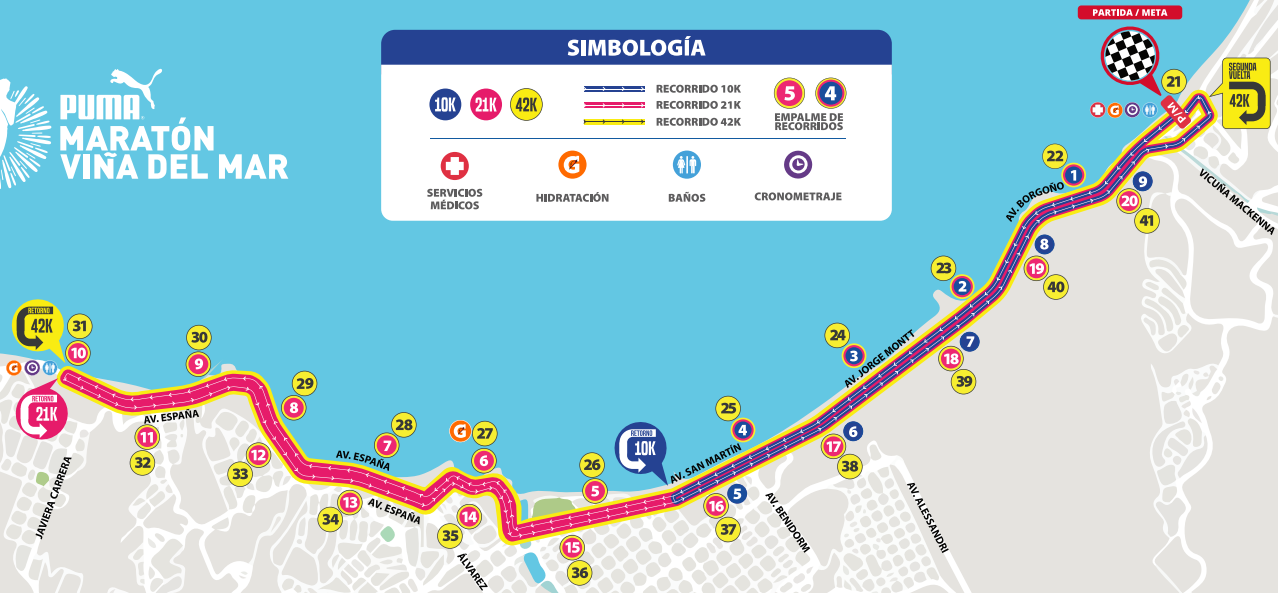 PARTIDA / META
PUMA
MARATÓN
VIÑA DEL MAR
SIMBOLOGÍA
10K
21K
42K
RECORRIDO 10K
RECORRIDO 21K
RECORRIDO 42K
5
4
EMPALME DE
RECORRIDOS
SERVICIOS
MÉDICOS
G
HIDRATACIÓN
BAÑOS
CRONOMETRAJE
21
SEGUNDA
VUELTA
42K
P/M
G
VICUÑA MACKENNA
22
1
AV. BORGOÑO
9
20
41
8
19
40
23
2
7
18
39
24
3
AV. JORGE MONTT
6
17
38
25
4
AV. SAN MARTÍN
5
16
37
AV. BENIDORM
AV. ALESSANDRI
RETORNO
10K
26
5
15
36
G
27
6
14
35
ALVAREZ
28
7
AV. ESPAÑA
AV. ESPAÑA
13
34
29
8
12
33
30
9
AV. ESPAÑA
11
32
31
10
RETORNO
42K
G
RETORNO
21K
JAVIERA CARRERA